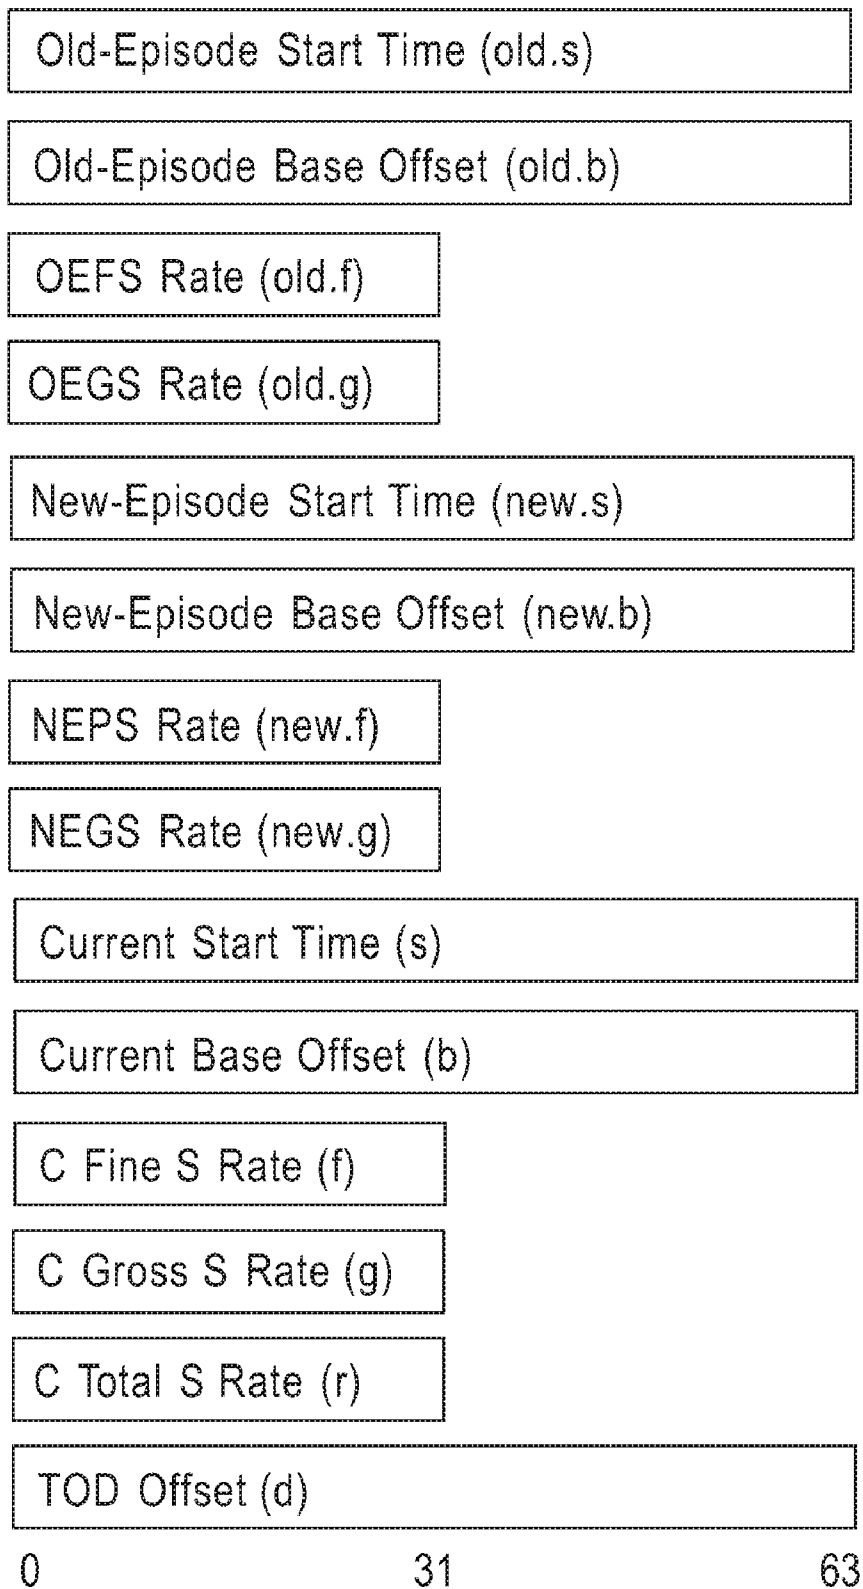 Old-Episode Start Time (old.s)
Old-Episode Base Offset (old.b)
OEFS Rate (old.f)
OEGS Rate (old.g)
New-Episode Start Time (new.s)
New-Episode Base Offset (new.b)
NEPS Rate (new.f)
NEGS Rate (new.g)
Current Start Time (s)
Current Base Offset (b)
C Fine S Rate (f)
C Gross S Rate (g)
C Total S Rate (r)
TOD Offset (d)
0 31 63